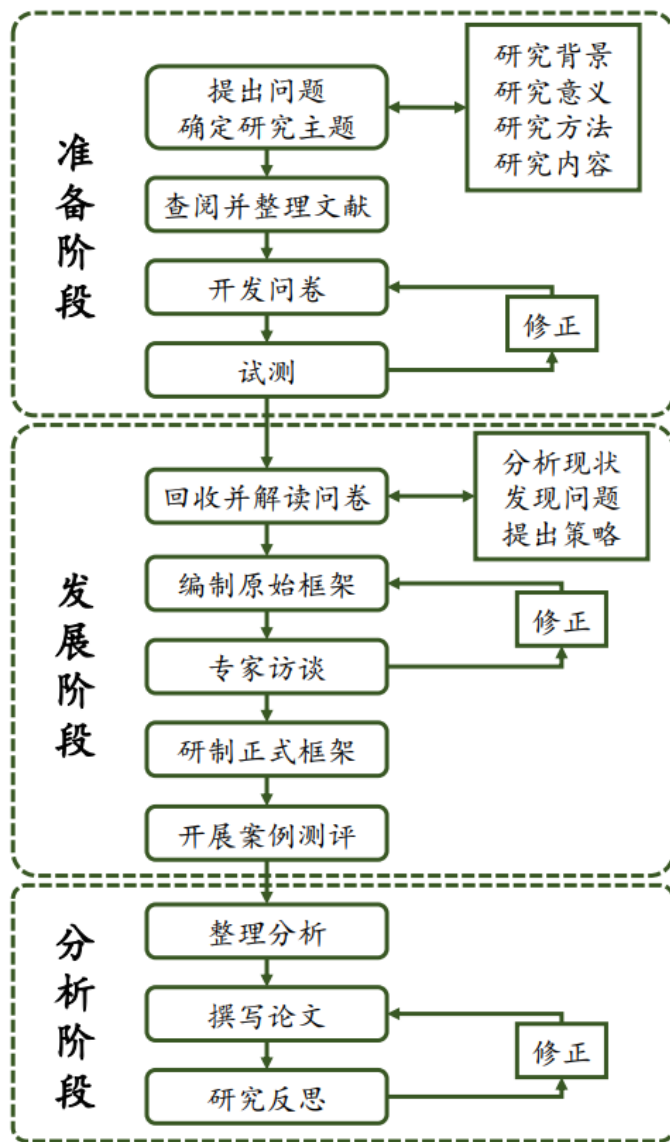 准备阶段
提出问题
确定研究主题
研究背景
研究意义
研究方法
研究内容
查阅并整理文献
开发问卷
修正
试测
发展阶段
回收并解读问卷
分析现状
发现问题
提出策略
编制原始框架
修正
专家访谈
研制正式框架
开展案例测评
分析阶段
整理分析
撰写论文
修正
研究反思